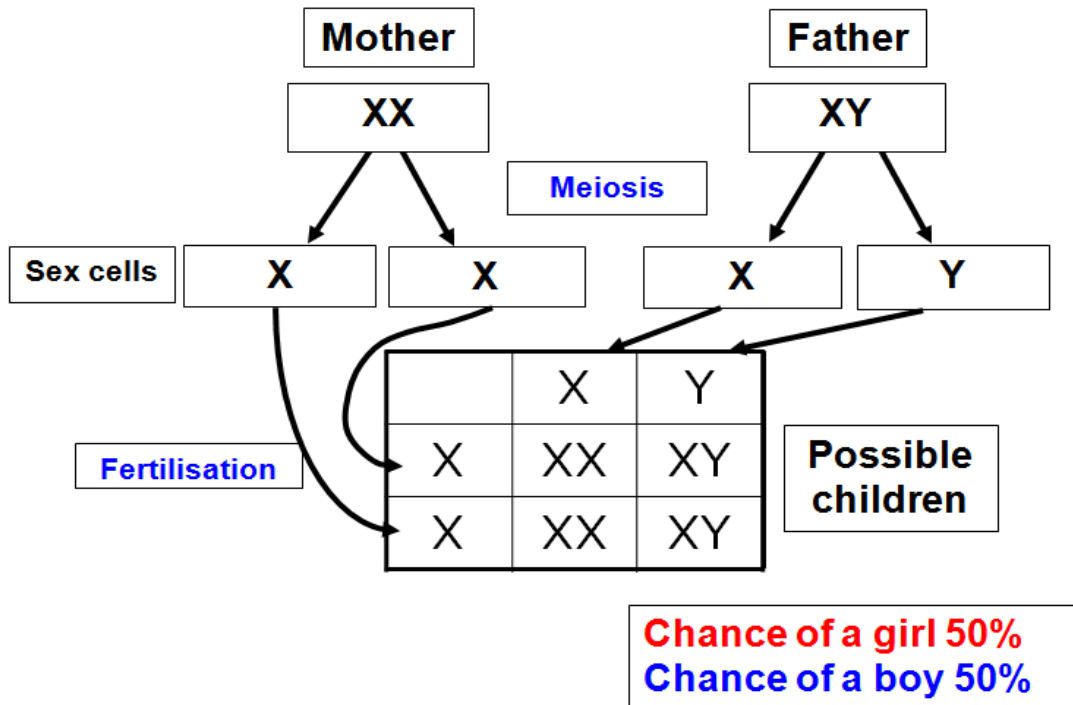 Mother
Father
XX
XY
Meiosis
Sex cells
X
X
X
Y
X Y
X XX XY
X XX XY
Fertilisation
Possible
children
Chance of a girl 50%
Chance of a boy 50%